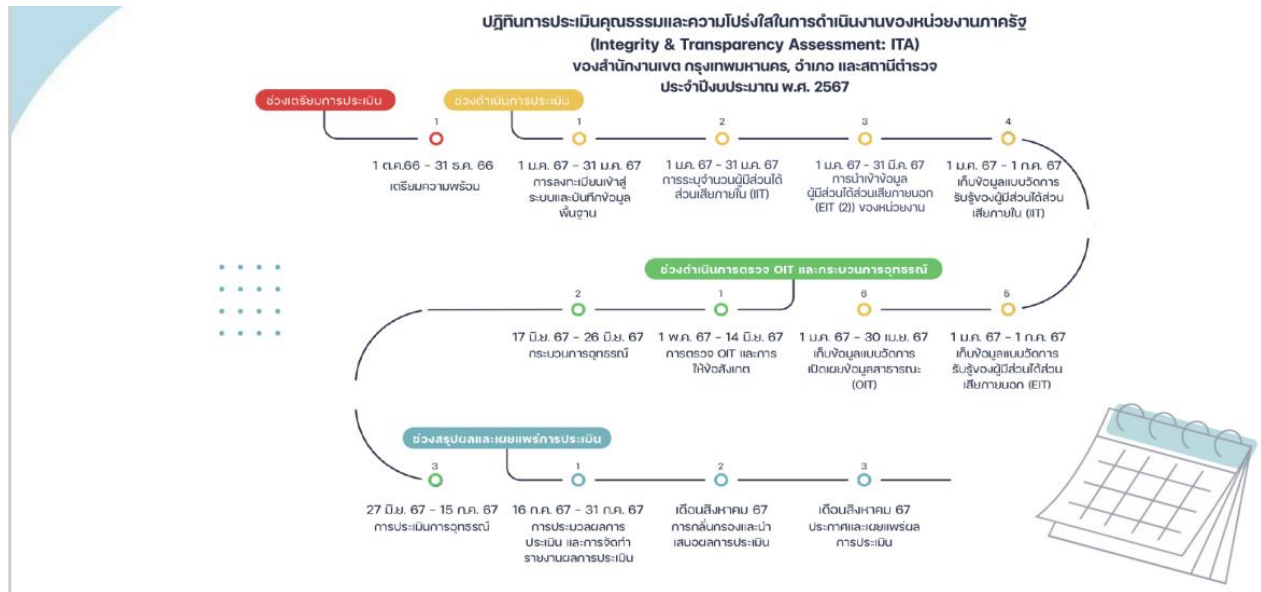 ปฏิทินการประเมินคุณธรรมและความโปร่งใสในการดำเนินงานของหน่วยงานภาครัฐ
(Integrity & Transparency Assessment: ITA)
ของสำนักงานเขต กรุงเทพมหานคร, อำเภอ และสถานีตำรวจ
ประจำปีงบประมาณ พ.ศ. 2567
ช่วงเตรียมการประเมิน
1
1 ต.ค.66 - 31 ธ.ค. 66
เตรียมความพร้อม
ช่วงดำเนินการประเมิน
1
1 ม.ค. 67 - 31 ม.ค. 67
การลงทะเบียนเข้าสู่
ระบบและบันทึกข้อมูล
พื้นฐาน
2
1 ม.ค. 67 - 31 ม.ค. 67
การระบุจำนวนผู้มีส่วนได้
ส่วนเสียภายใน (IIT)
3
1 ม.ค. 67 - 31 มี.ค. 67
การนำเข้าข้อมูล
ผู้มีส่วนได้ส่วนเสียภายนอก
(EIT (2)) ของหน่วยงาน
4
1 ม.ค. 67 - 1 ก.ค. 67
เก็บข้อมูลแบบวัดการ
รับรู้ของผู้มีส่วนได้ส่วน
เสียภายใน (IIT)
5
1 ม.ค. 67 - 1 ก.ค. 67
เก็บข้อมูลแบบวัดการ
รับรู้ของผู้มีส่วนได้ส่วน
เสียภายนอก (EIT)
6
1 ม.ค. 67 - 30 เม.ย. 67
เก็บข้อมูลแบบวัดการ
เปิดเผยข้อมูลสาธารณะ
(OIT)
ช่วงดำเนินการตรวจ OIT และกระบวนการอุทธรณ์
1
1 พ.ค. 67 - 14 มิ.ย. 67
การตรวจ OIT และการ
ให้ข้อสังเกต
2
17 มิ.ย. 67 - 26 มิ.ย. 67
กระบวนการอุทธรณ์
3
27 มิ.ย. 67 - 15 ก.ค. 67
การประเมินการอุทธรณ์
ช่วงสรุปผลและเผยแพร่การประเมิน
1
16 ก.ค. 67 - 31 ก.ค. 67
การประมวลผลการ
ประเมิน และการจัดทำ
รายงานผลการประเมิน
2
เดือนสิงหาคม 67
การกลั่นกรองและนำ
เสนอผลการประเมิน
3
เดือนสิงหาคม 67
ประกาศและเผยแพร่ผล
การประเมิน